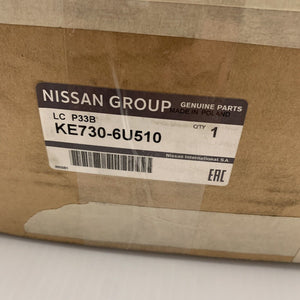 NISSAN GROUP GENUINE PARTS
MADE IN POLAND
LC P33B
KE730-6U510 QTY 1
Nissan International SA
EAC